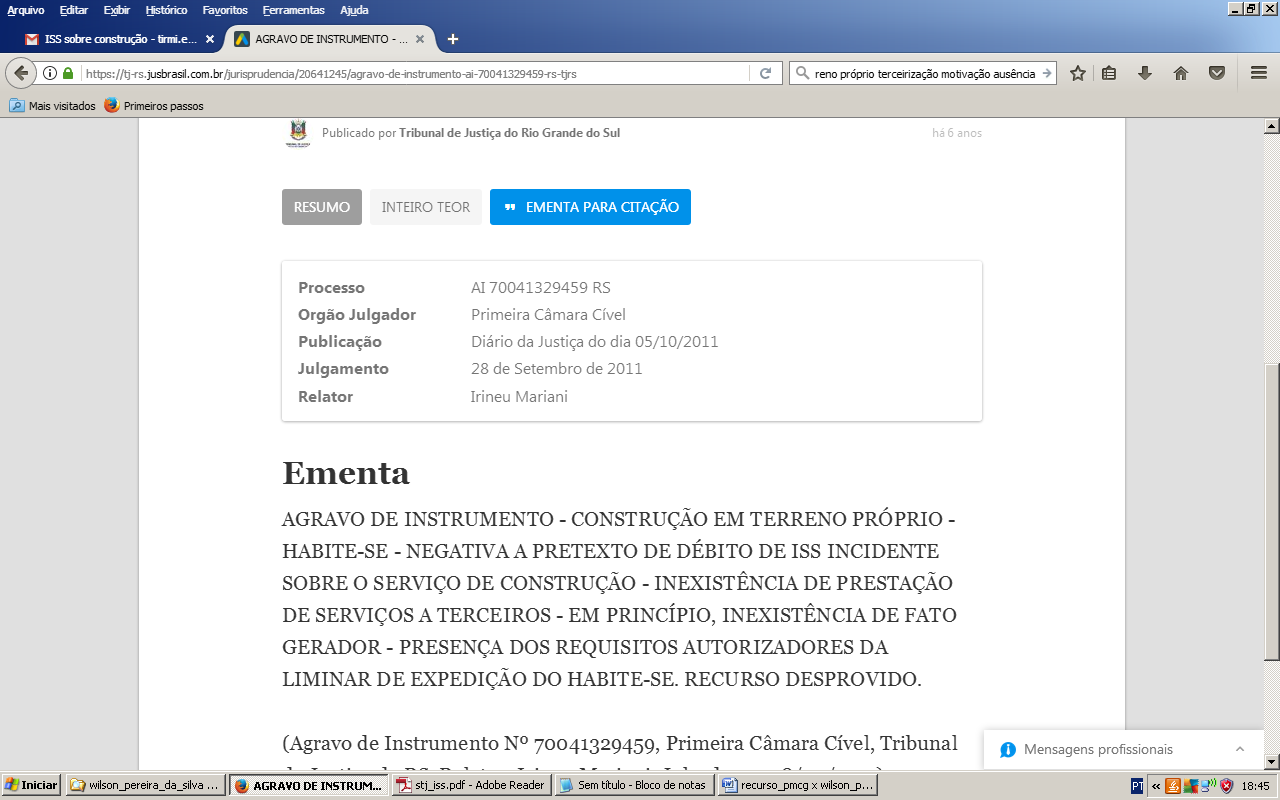 Arquivo Editar Exibir Histórico Favoritos Ferramentas Ajuda
ISS sobre construção - tirmi.e... × AGRAVO DE INSTRUMENTO - ... × +
https://tj-rs.jusbrasil.com.br/jurisprudencia/20641245/agravo-de-instrumento-ai-70041329459-rs-tjrs reno próprio terceirização motivação ausência
Mais visitados Primeiros passos
Publicado por Tribunal de Justiça do Rio Grande do Sul há 6 anos
RESUMO INTEIRO TEOR EMENTA PARA CITAÇÃO
Processo AI 70041329459 RS
Orgão Julgador Primeira Câmara Cível
Publicação Diário da Justiça do dia 05/10/2011
Julgamento 28 de Setembro de 2011
Relator Irineu Mariani
Ementa
AGRAVO DE INSTRUMENTO - CONSTRUÇÃO EM TERRENO PRÓPRIO -
HABITE-SE - NEGATIVA A PRETEXTO DE DÉBITO DE ISS INCIDENTE
SOBRE O SERVIÇO DE CONSTRUÇÃO - INEXISTÊNCIA DE PRESTAÇÃO
DE SERVIÇOS A TERCEIROS - EM PRINCÍPIO, INEXISTÊNCIA DE FATO
GERADOR - PRESENÇA DOS REQUISITOS AUTORIZADORES DA
LIMINAR DE EXPEDIÇÃO DO HABITE-SE. RECURSO DESPROVIDO.
(Agravo de Instrumento Nº 70041329459, Primeira Câmara Cível, Tribunal
Mensagens profissionais
Iniciar wilson_pereira_da_silva ... AGRAVO DE INSTRUM... stj_iss.pdf - Adobe Reader Sem título - Bloco de notas recurso_pmcg x wilson_p... PT « 18:45